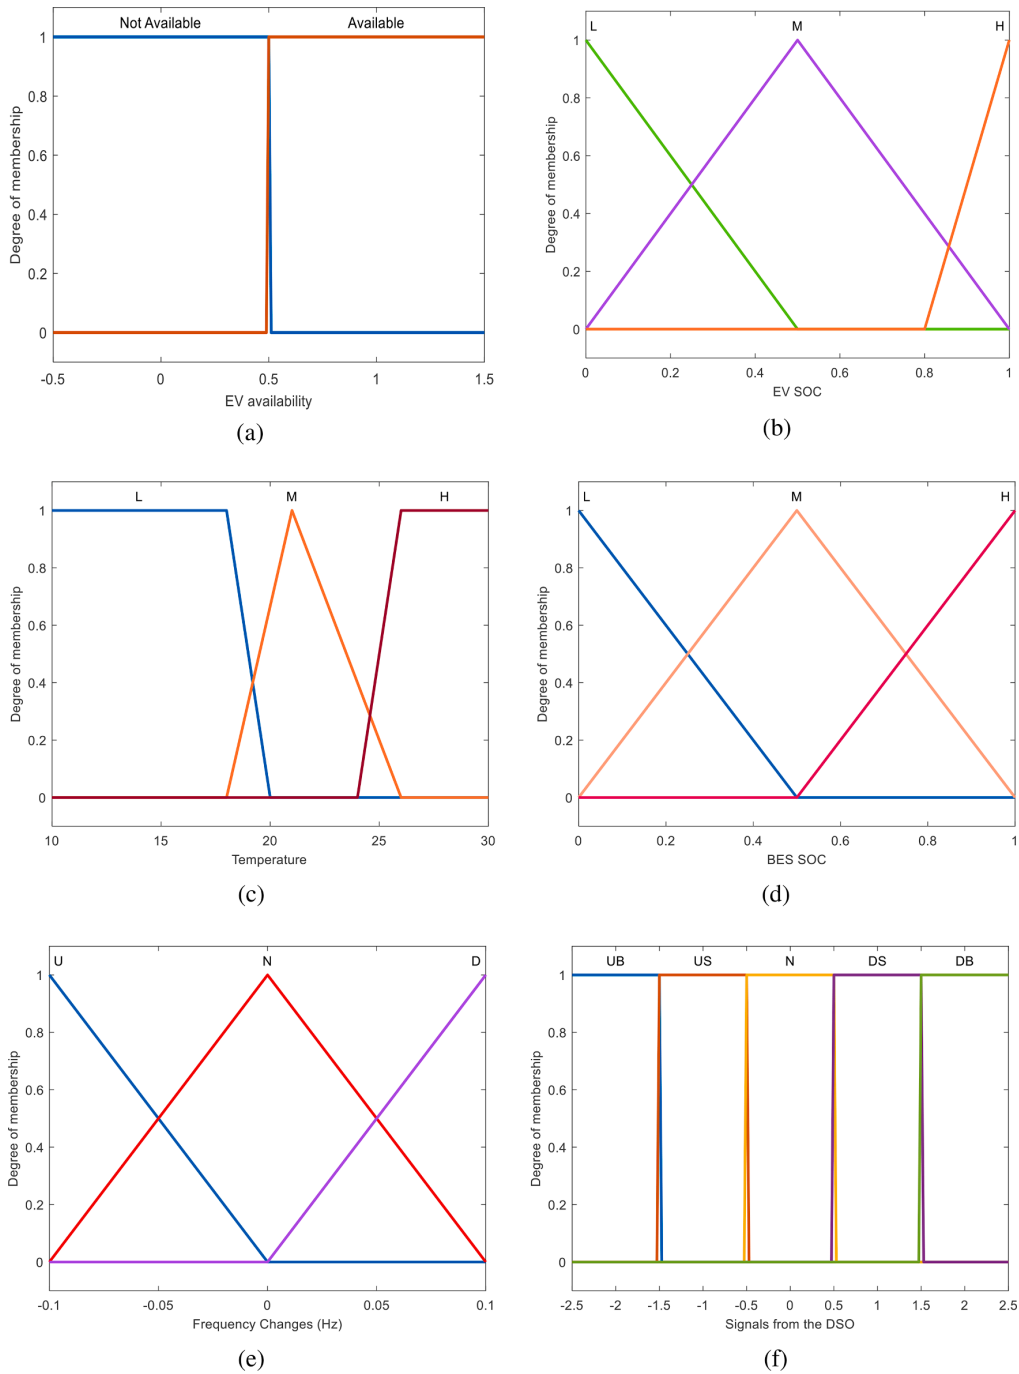 Not Available Available
1
0.8
0.6
0.4
0.2
0
Degree of membership
-0.5 0 0.5 1 1.5
EV availability
(a)
L M H
1
0.8
0.6
0.4
0.2
0
Degree of membership
0 0.2 0.4 0.6 0.8 1
EV SOC
(b)
L M H
1
0.8
0.6
0.4
0.2
0
Degree of membership
10 15 20 25 30
Temperature
(c)
L M H
1
0.8
0.6
0.4
0.2
0
Degree of membership
0 0.2 0.4 0.6 0.8 1
BES SOC
(d)
U N D
1
0.8
0.6
0.4
0.2
0
Degree of membership
-0.1 -0.05 0 0.05 0.1
Frequency Changes (Hz)
(e)
UB US N DS DB
1
0.8
0.6
0.4
0.2
0
Degree of membership
-2.5 -2 -1.5 -1 -0.5 0 0.5 1 1.5 2 2.5
Signals from the DSO
(f)